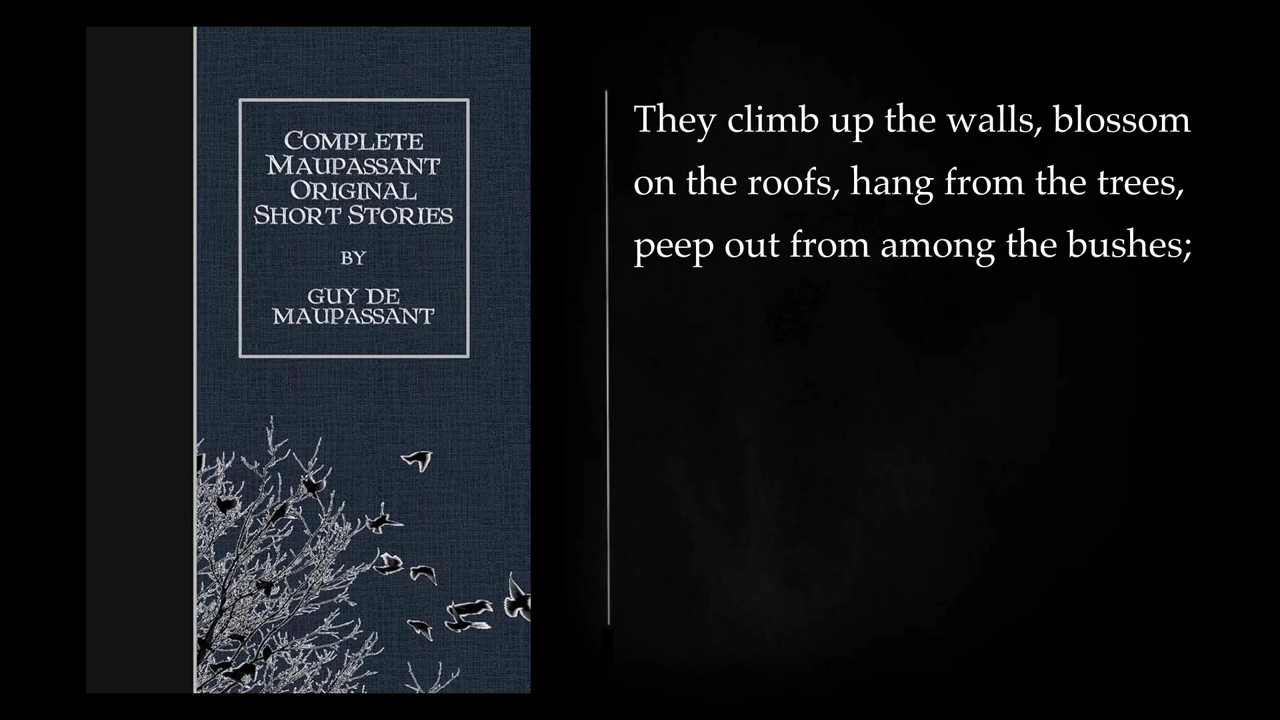 COMPLETE
MAUPASSANT
ORIGINAL
SHORT STORIES
BY
GUY DE
MAUPASSANT
They climb up the walls, blossom
on the roofs, hang from the trees,
peep out from among the bushes;